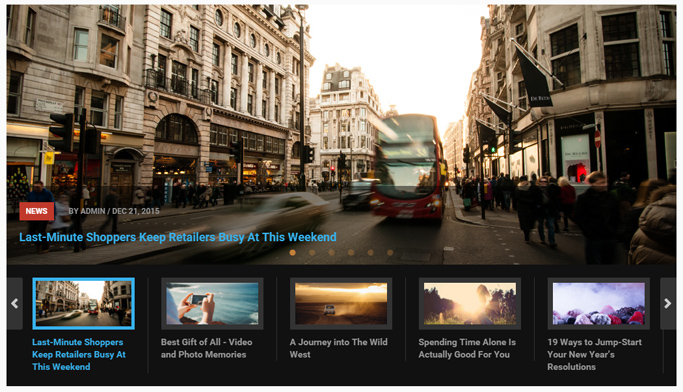 NEWS
BY ADMIN / DEC 21, 2015
Last-Minute Shoppers Keep Retailers Busy At This Weekend
Last-Minute Shoppers
Keep Retailers Busy At
This Weekend
Best Gift of All - Video
and Photo Memories
A Journey into The Wild
West
Spending Time Alone Is
Actually Good For You
19 Ways to Jump-Start
Your New Year's
Resolutions